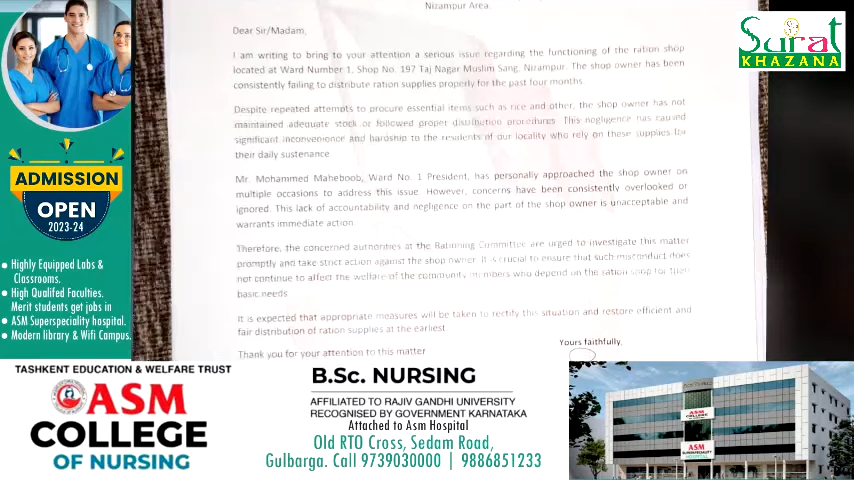 Nizampur Area.
Dear Sir/Madam,
I am writing to bring to your attention a serious issue regarding the functioning of the ration shop
located at Ward Number 1, Shop No. 197 Taj Nagar Muslim Sang, Nizampur. The shop owner has been
consistently failing to distribute ration supplies properly for the past four months.
Despite repeated attempts to procure essential items such as rice and other, the shop owner has not
maintained adequate stock or followed proper distribution procedures. This negligence has caused
significant inconvenience and hardship to the residents of our locality who rely on these supplies for
their daily sustenance.
Mr. Mohammed Maheboob, Ward No. 1 President, has personally approached the shop owner on
multiple occasions to address this issue. However, concerns have been consistently overlooked or
ignored. This lack of accountability and negligence on the part of the shop owner is unacceptable and
warrants immediate action.
Therefore, the concerned authorities at the Rationing Committee are urged to investigate this matter
promptly and take strict action against the shop owner. It is crucial to ensure that such misconduct does
not continue to affect the welfare of the community members who depend on the ration shop for their
basic needs.
It is expected that appropriate measures will be taken to rectify this situation and restore efficient and
fair distribution of ration supplies at the earliest.
Thank you for your attention to this matter
Yours faithfully,
Surat
KHAZANA
ADMISSION
OPEN
2023-24
• Highly Equipped Labs &
Classrooms.
• High Qualifed Faculties.
Merit students get jobs in
• ASM Superspeciality hospital.
• Modern library & Wifi Campus.
TASHKENT EDUCATION & WELFARE TRUST
ASM
COLLEGE
OF NURSING
B.Sc. NURSING
AFFILIATED TO RAJIV GANDHI UNIVERSITY
RECOGNISED BY GOVERNMENT KARNATAKA
Attached to Asm Hospital
Old RTO Cross, Sedam Road,
Gulbarga. Call 9739030000 | 9886851233
ASM
COLLEGE
ASM
SUPERSPECIALITY
HOSPITAL